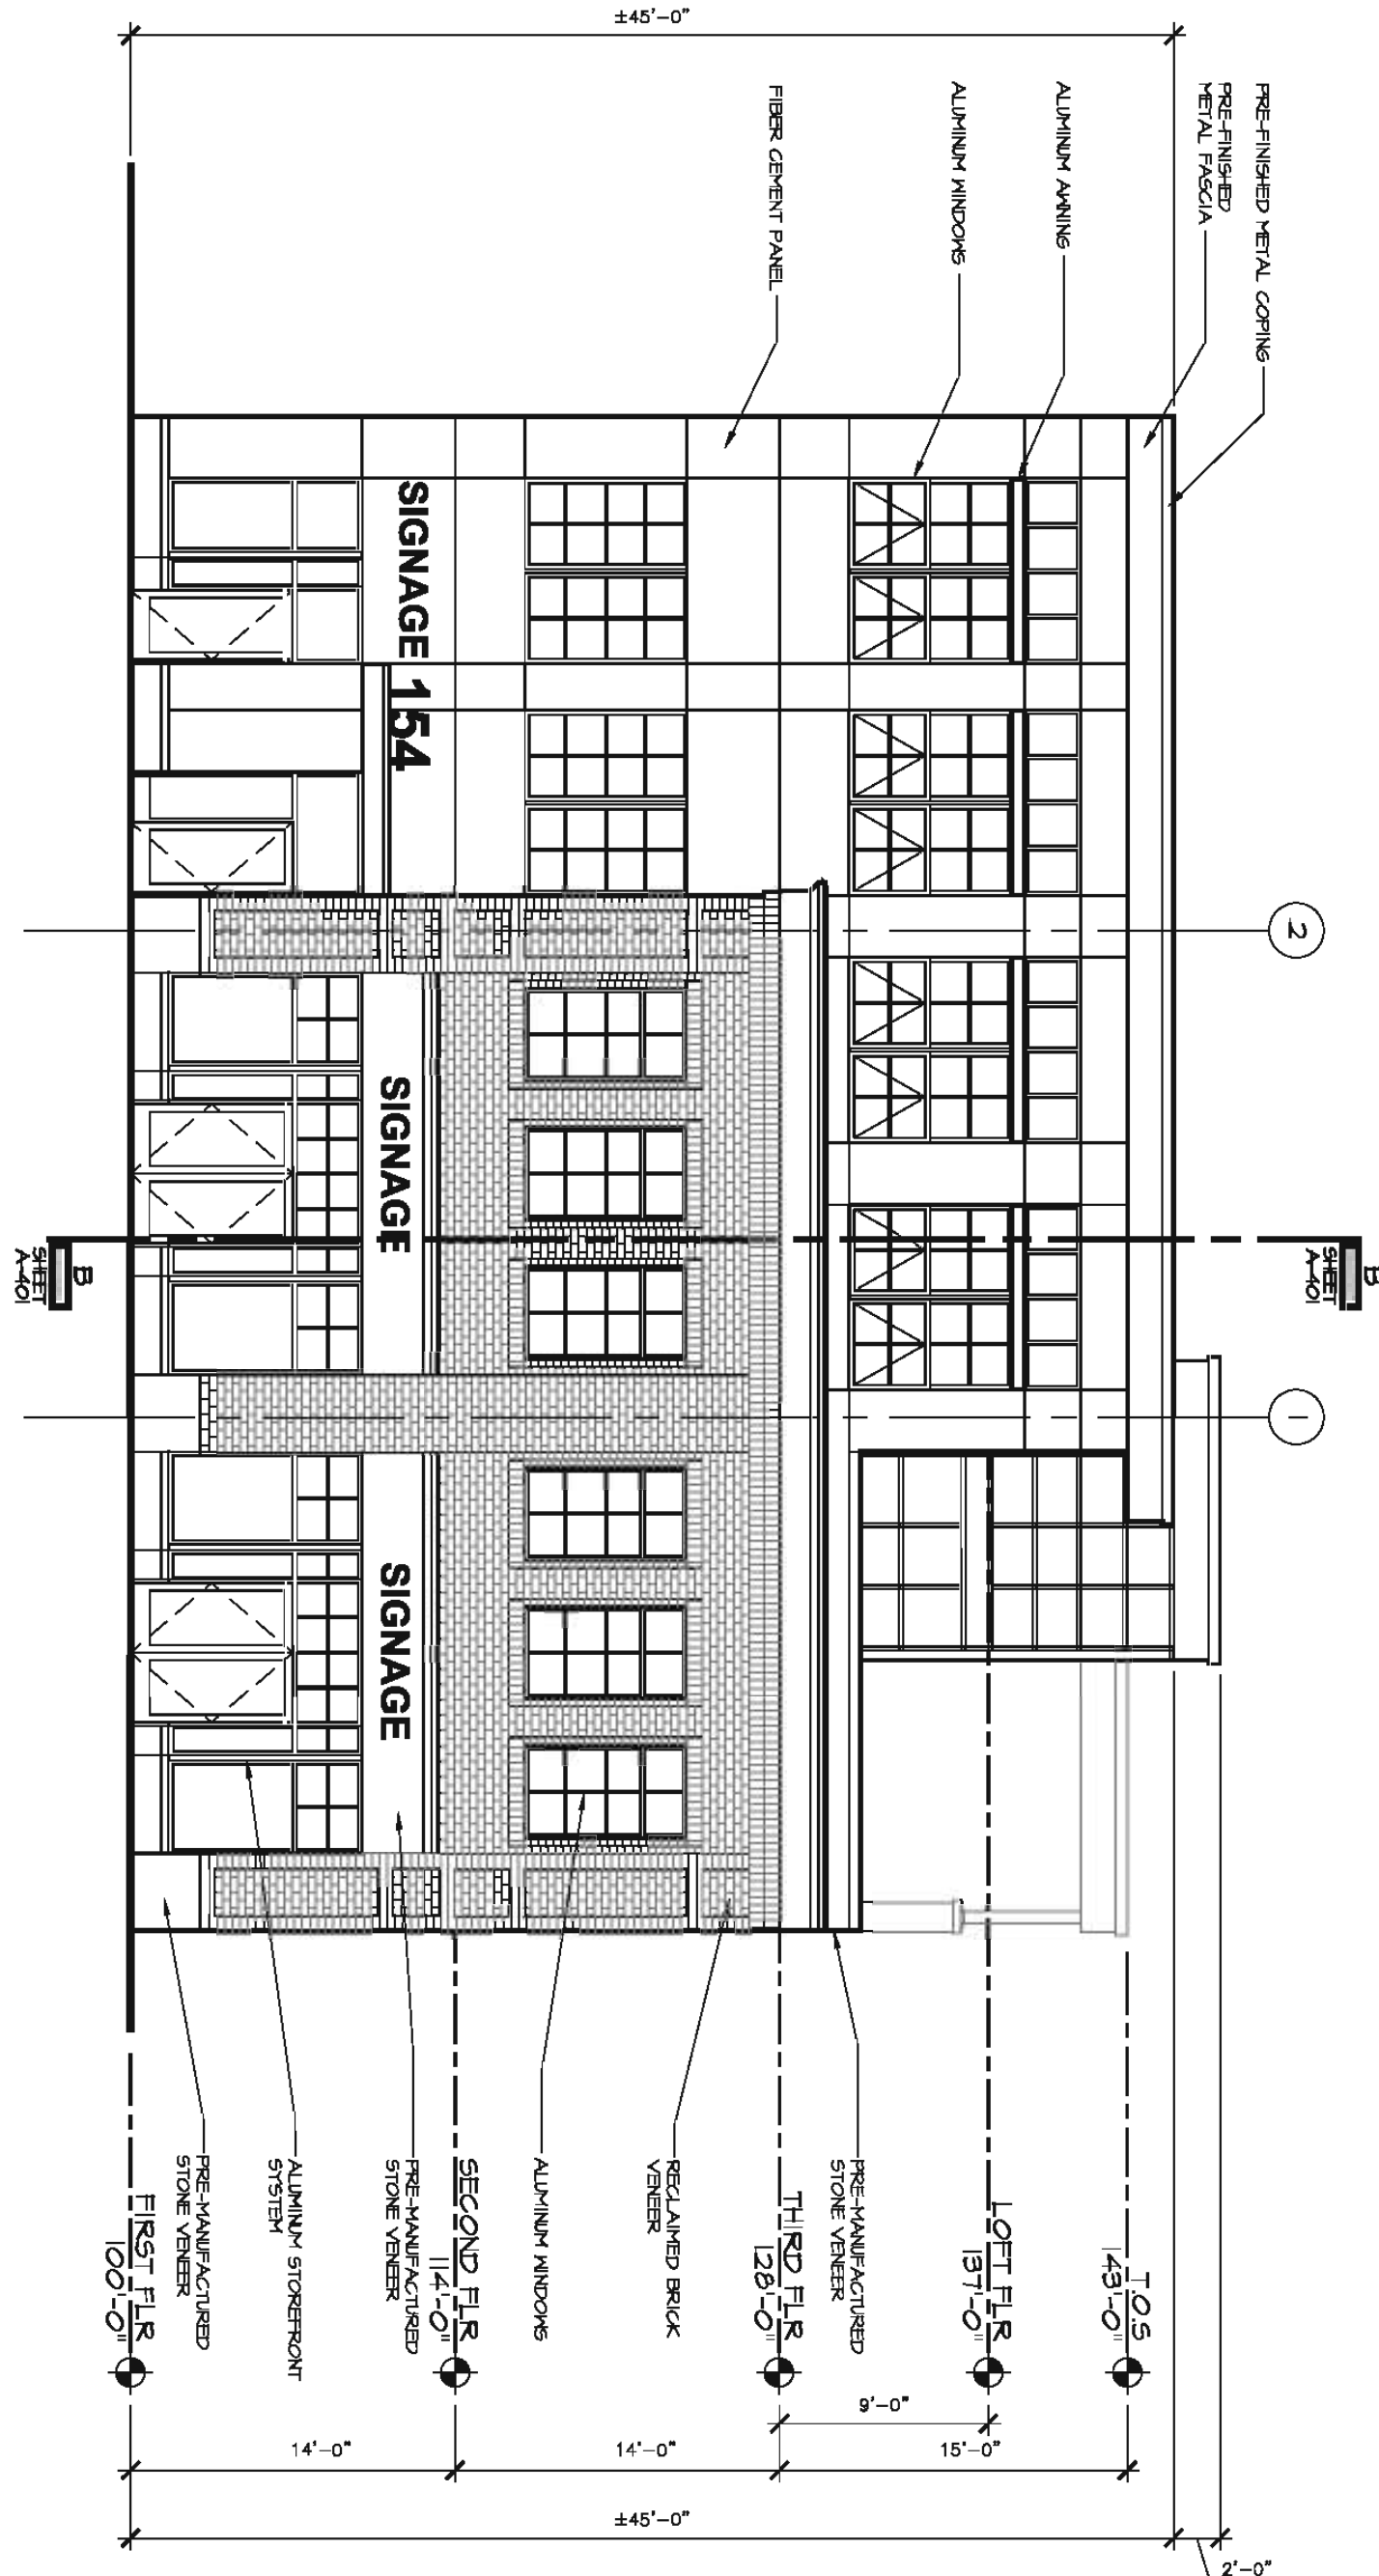 ±45'-0"
PRE-FINISHED METAL COPING
PRE-FINISHED
METAL FASCIA
ALUMINUM AWNING
ALUMINUM WINDOWS
FIBER CEMENT PANEL
2
1
B
SHEET
A-401
B
SHEET
A-401
SIGNAGE
154
SIGNAGE
SIGNAGE
T.O.S
143'-0"
LOFT FLR
137'-0"
PRE-MANUFACTURED
STONE VENEER
THIRD FLR
128'-0"
RECLAIMED BRICK
VENEER
ALUMINUM WINDOWS
SECOND FLR
114'-0"
PRE-MANUFACTURED
STONE VENEER
ALUMINUM STOREFRONT
SYSTEM
PRE-MANUFACTURED
STONE VENEER
FIRST FLR
100'-0"
9'-0"
14'-0"
14'-0"
15'-0"
±45'-0"
2'-0"